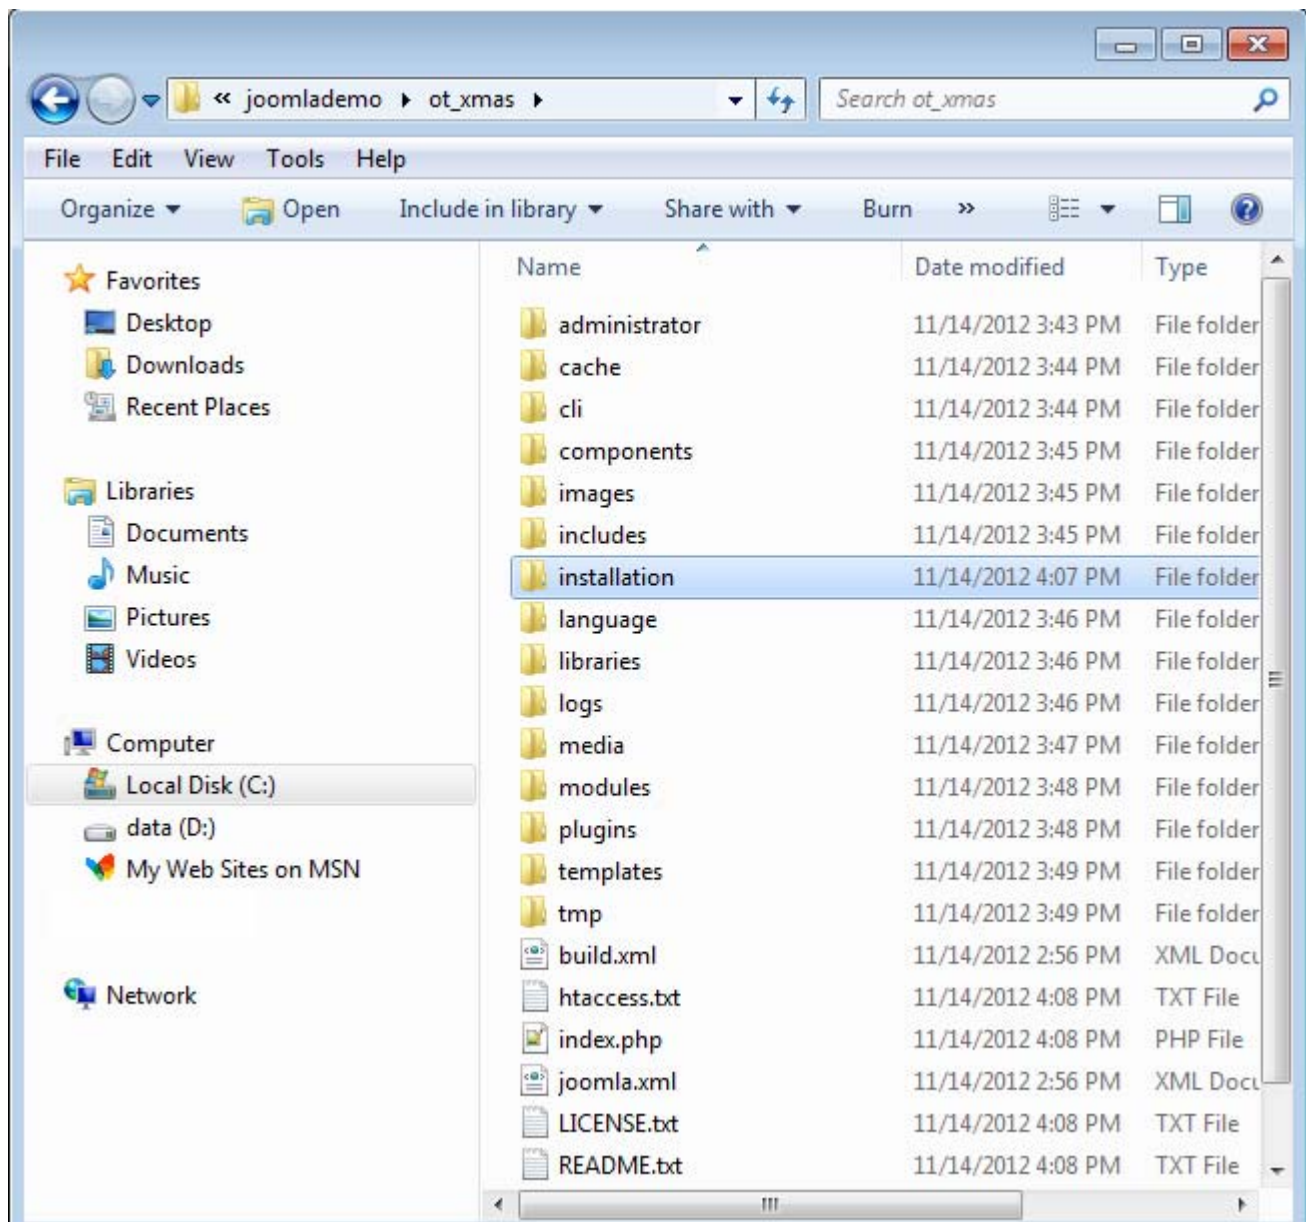 « joomlademo ▸ ot_xmas ▸ Search ot_xmas
File Edit View Tools Help
Organize Open Include in library Share with Burn »
Favorites
Desktop
Downloads
Recent Places
Libraries
Documents
Music
Pictures
Videos
Computer
Local Disk (C:)
data (D:)
My Web Sites on MSN
Network
Name Date modified Type
administrator 11/14/2012 3:43 PM File folder
cache 11/14/2012 3:44 PM File folder
cli 11/14/2012 3:44 PM File folder
components 11/14/2012 3:45 PM File folder
images 11/14/2012 3:45 PM File folder
includes 11/14/2012 3:45 PM File folder
installation 11/14/2012 4:07 PM File folder
language 11/14/2012 3:46 PM File folder
libraries 11/14/2012 3:46 PM File folder
logs 11/14/2012 3:46 PM File folder
media 11/14/2012 3:47 PM File folder
modules 11/14/2012 3:48 PM File folder
plugins 11/14/2012 3:48 PM File folder
templates 11/14/2012 3:49 PM File folder
tmp 11/14/2012 3:49 PM File folder
build.xml 11/14/2012 2:56 PM XML Docu
htaccess.txt 11/14/2012 4:08 PM TXT File
index.php 11/14/2012 4:08 PM PHP File
joomla.xml 11/14/2012 2:56 PM XML Docu
LICENSE.txt 11/14/2012 4:08 PM TXT File
README.txt 11/14/2012 4:08 PM TXT File